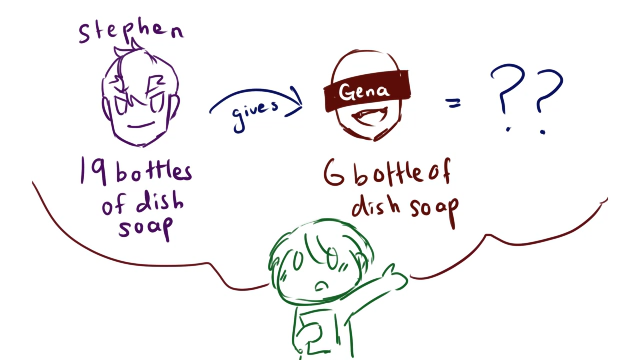 Stephen
gives
Gena
= ??
19 bottles
of dish
soap
6 bottle of
dish soap
?